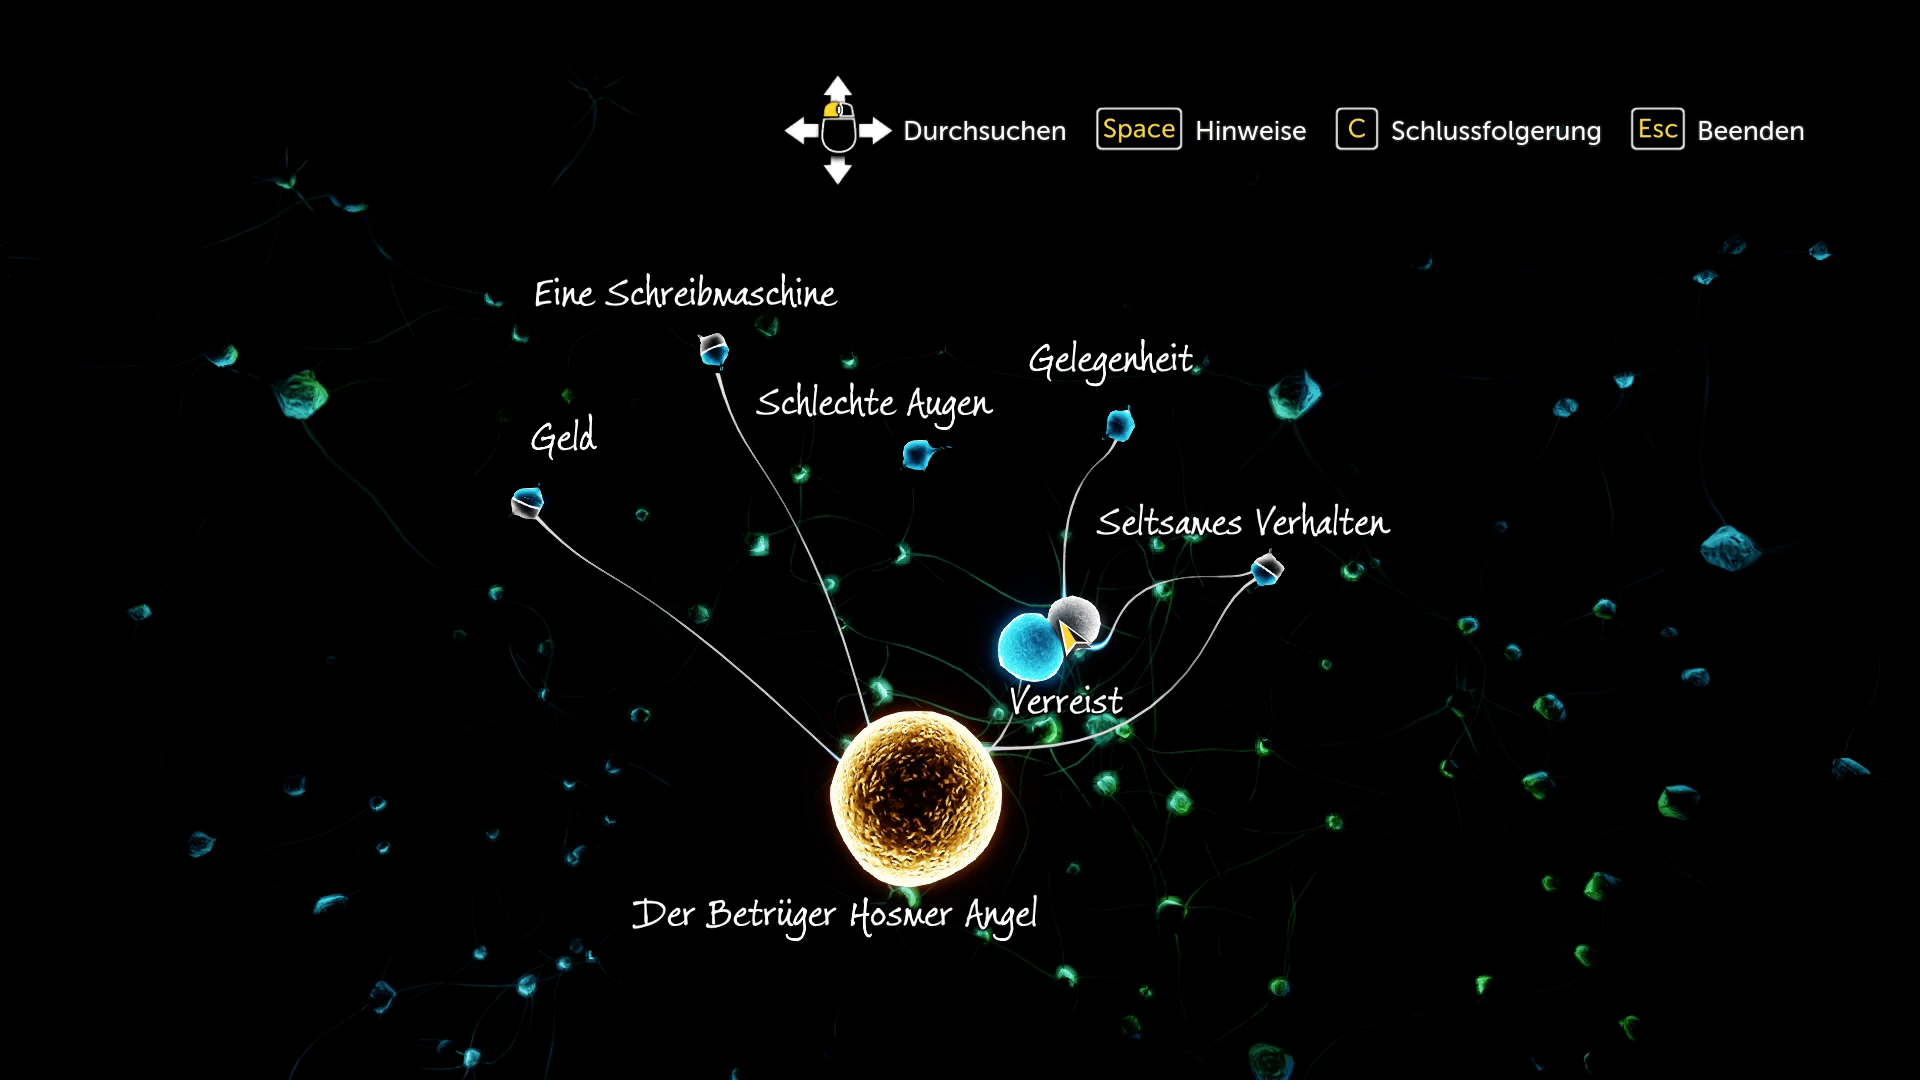 Durchsuchen
Space Hinweise
C Schlussfolgerung
Esc Beenden
Eine Schreibmaschine
Gelegenheit
Schlechte Augen
Geld
Seltsames Verhalten
Verreist
Der Betrüger Hosmer Angel